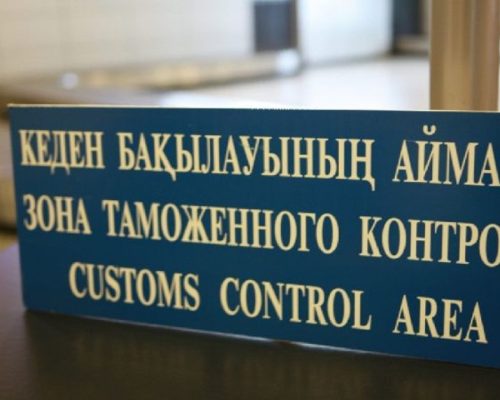 КЕДЕН БАҚЫЛАУЫНЫҢ АЙМА
ЗОНА ТАМОЖЕННОГО КОНТРО
CUSTOMS CONTROL AREA